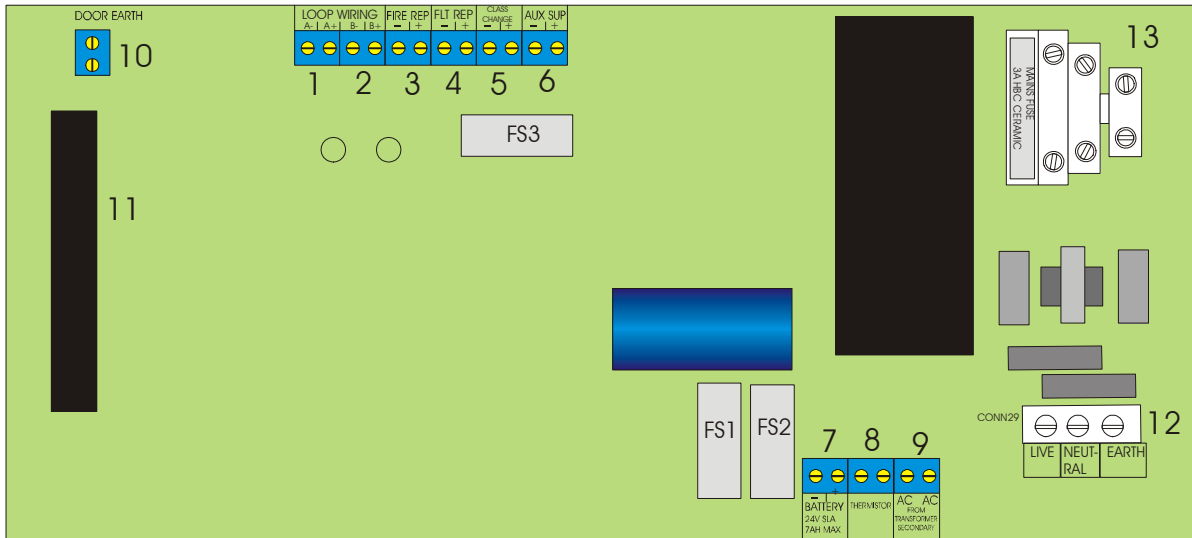 DOOR EARTH
10
LOOP WIRING FIRE REP FLT REP CLASS CHANGE AUX SUP
A- A+ B- B+ - + - + - + - +
1 2 3 4 5 6
FS3
11
13
MAINS FUSE
3A HBC CERAMIC
FS1 FS2
7 8 9
- +
BATTERY
24V SLA
7AH MAX
THERMISTOR
AC AC
FROM
TRANSFORMER
SECONDARY
CONN29
12
LIVE NEUT-
RAL EARTH